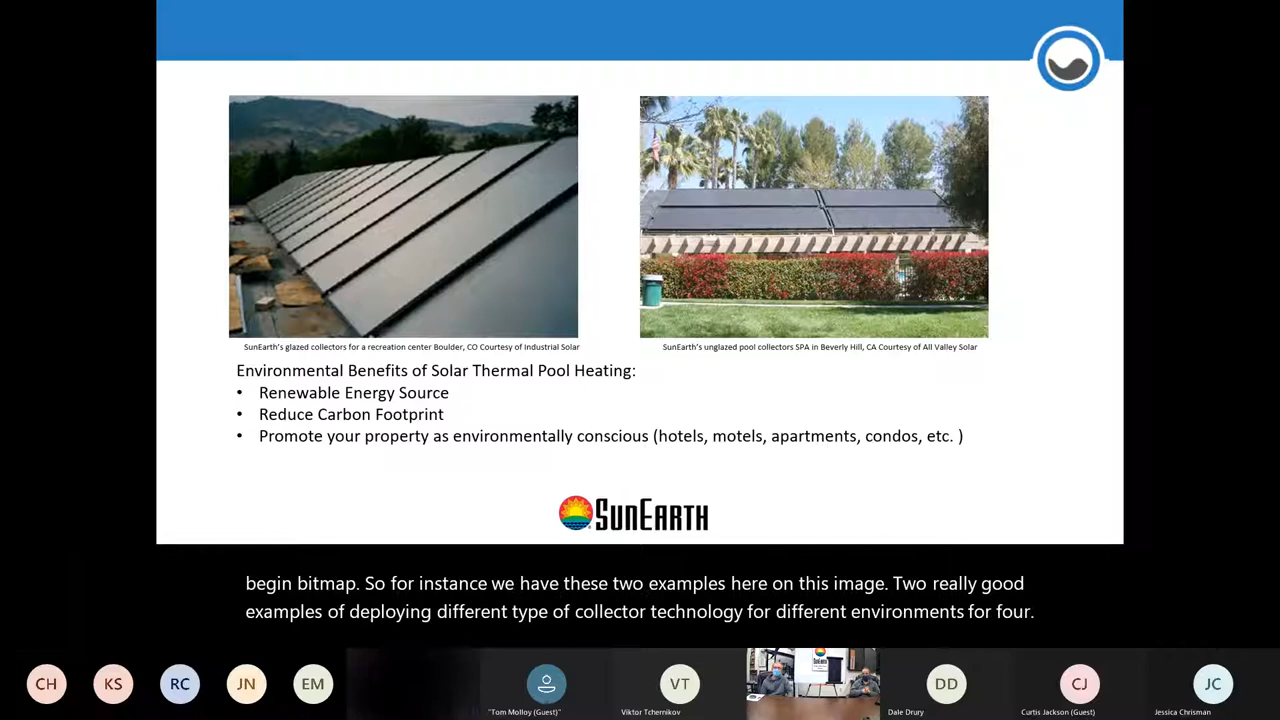 SunEarth's glazed collectors for a recreation center Boulder, CO Courtesy of Industrial Solar
SunEarth's unglazed pool collectors SPA in Beverly Hill, CA Courtesy of All Valley Solar
Environmental Benefits of Solar Thermal Pool Heating:
• Renewable Energy Source
• Reduce Carbon Footprint
• Promote your property as environmentally conscious (hotels, motels, apartments, condos, etc. )
SUNEARTH
begin bitmap. So for instance we have these two examples here on this image. Two really good
examples of deploying different type of collector technology for different environments for four.
CH KS RC JN EM VT DD CJ JC
"Tom Molloy (Guest)" Viktor Tchernikov Dale Drury Curtis Jackson (Guest) Jessica Chrisman